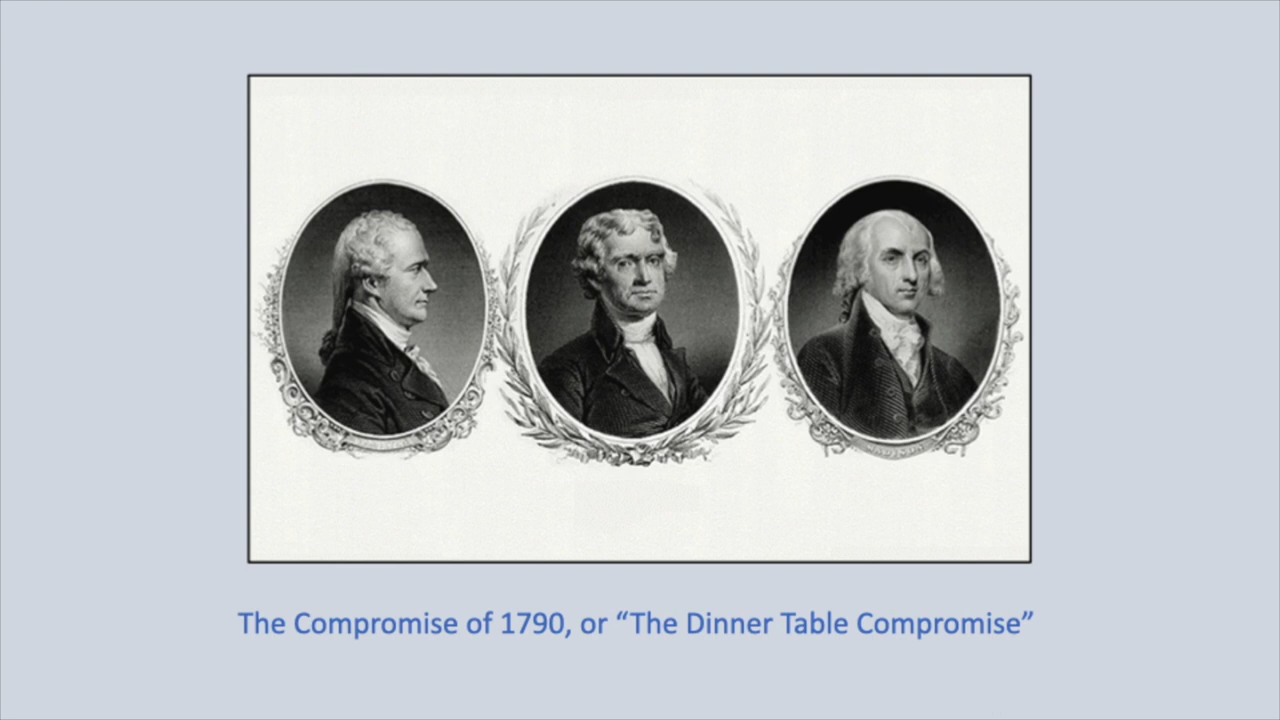 The Compromise of 1790, or “The Dinner Table Compromise”